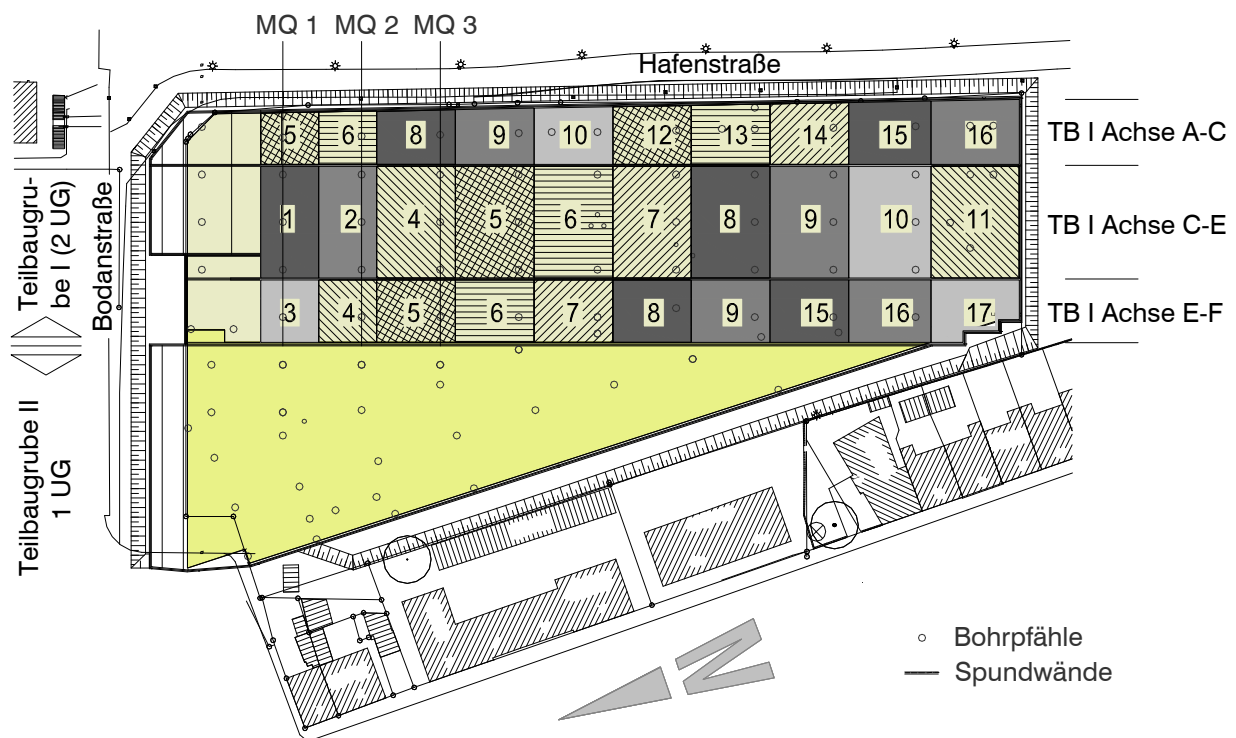 MQ 1 MQ 2 MQ 3
Hafenstraße
5 6 8 9 10 12 13 14 15 16
TB I Achse A-C
1 2 4 5 6 7 8 9 10 11
TB I Achse C-E
3 4 5 6 7 8 9 15 16 17
TB I Achse E-F
Teilbaugru-
be I (2 UG)
Bodanstraße
Teilbaugrube II
1 UG
N
Bohrpfähle
Spundwände